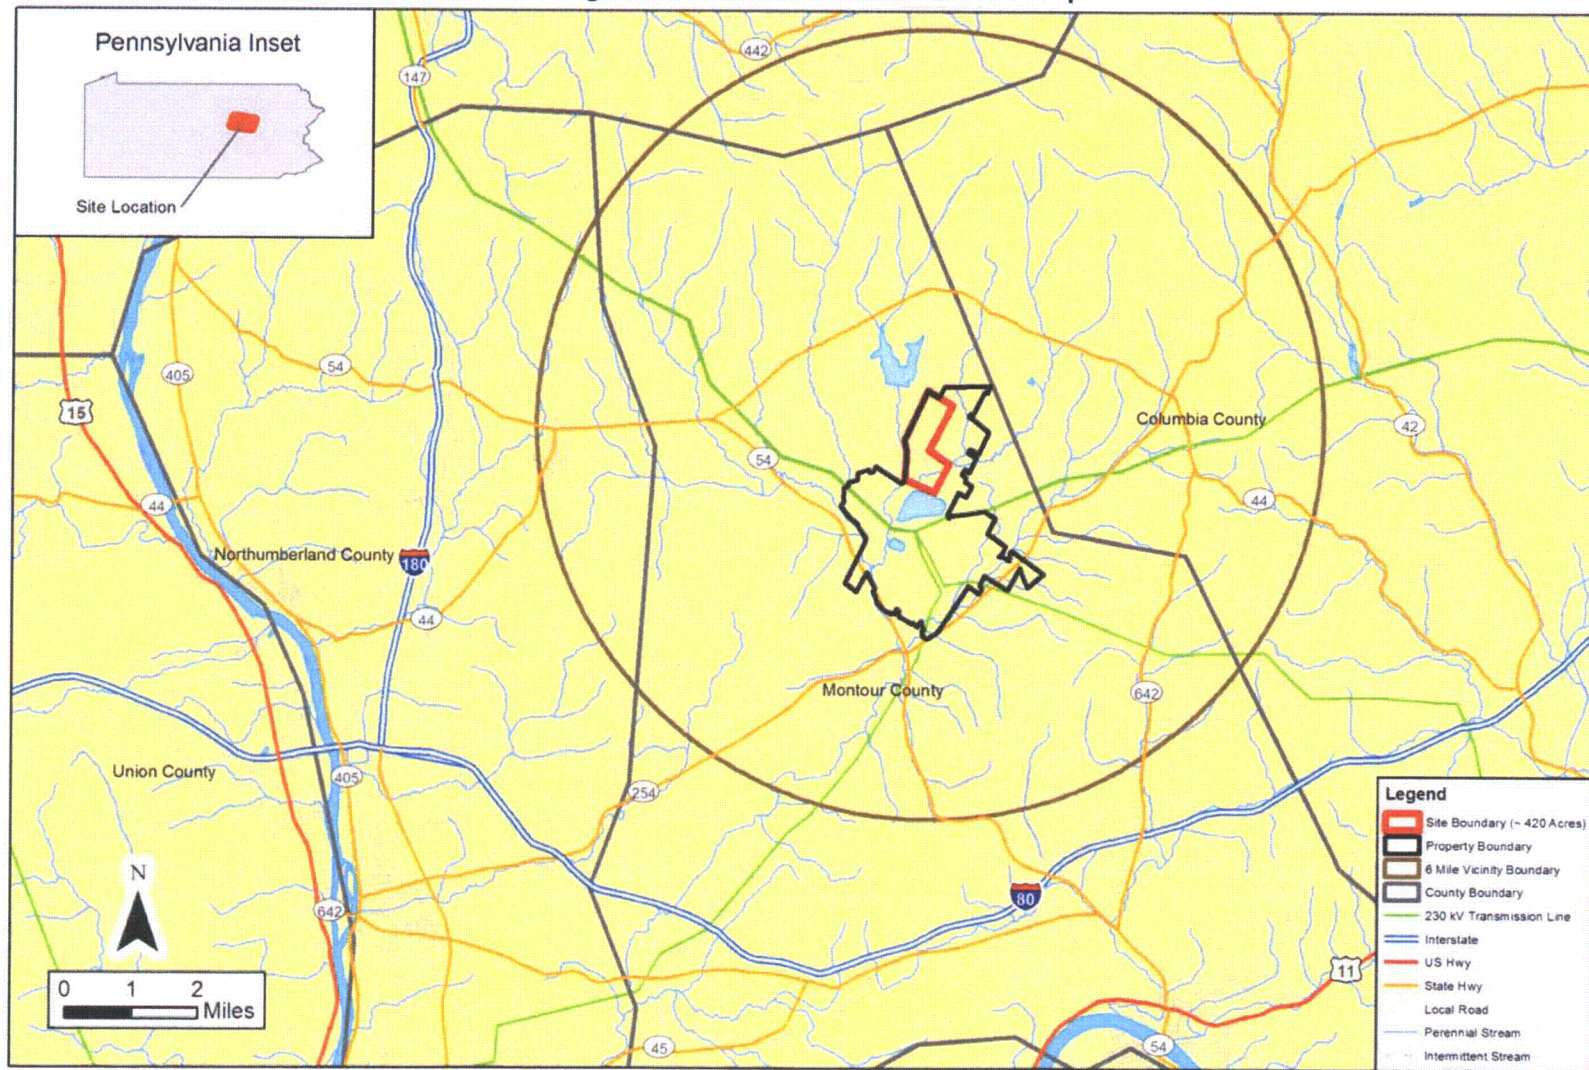 Pennsylvania Inset
Site Location
442
147
54
405
15
44
Northumberland County
180
44
54
Columbia County
42
44
Montour County
642
Union County
405
254
80
642
N
0 1 2
Miles
45
54
11
Legend
Site Boundary (~ 420 Acres)
Property Boundary
6 Mile Vicinity Boundary
County Boundary
230 kV Transmission Line
Interstate
US Hwy
State Hwy
Local Road
Perennial Stream
Intermittent Stream